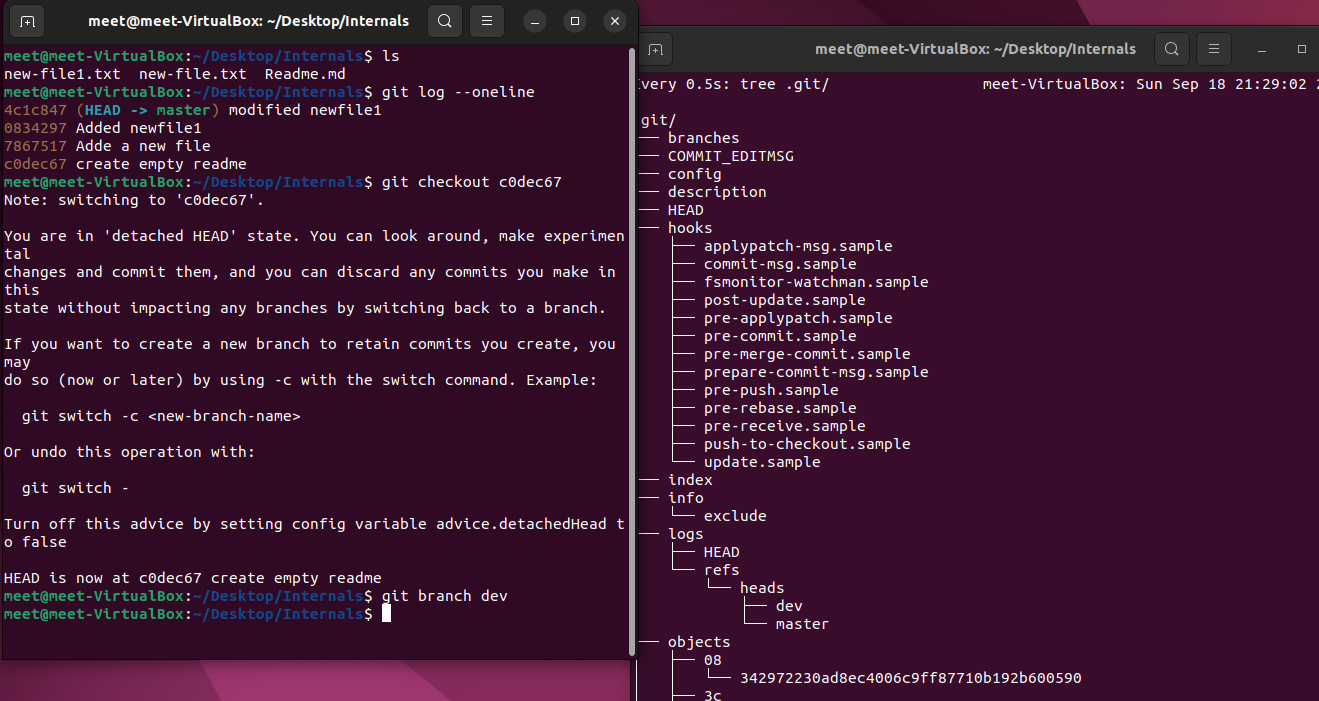 meet@meet-VirtualBox: ~/Desktop/Internals
meet@meet-VirtualBox:~/Desktop/Internals$ ls
new-file1.txt  new-file.txt  Readme.md
meet@meet-VirtualBox:~/Desktop/Internals$ git log --oneline
4c1c847 (HEAD -> master) modified newfile1
0834297 Added newfile1
7867517 Adde a new file
c0dec67 create empty readme
meet@meet-VirtualBox:~/Desktop/Internals$ git checkout c0dec67
Note: switching to 'c0dec67'.
You are in 'detached HEAD' state. You can look around, make experimen
tal
changes and commit them, and you can discard any commits you make in
this
state without impacting any branches by switching back to a branch.
If you want to create a new branch to retain commits you create, you
may
do so (now or later) by using -c with the switch command. Example:
git switch -c <new-branch-name>
Or undo this operation with:
git switch -
Turn off this advice by setting config variable advice.detachedHead t
o false
HEAD is now at c0dec67 create empty readme
meet@meet-VirtualBox:~/Desktop/Internals$ git branch dev
meet@meet-VirtualBox:~/Desktop/Internals$
meet@meet-VirtualBox: ~/Desktop/Internals
very 0.5s: tree .git/ meet-VirtualBox: Sun Sep 18 21:29:02
git/
branches
COMMIT_EDITMSG
config
description
HEAD
hooks
applypatch-msg.sample
commit-msg.sample
fsmonitor-watchman.sample
post-update.sample
pre-applypatch.sample
pre-commit.sample
pre-merge-commit.sample
prepare-commit-msg.sample
pre-push.sample
pre-rebase.sample
pre-receive.sample
push-to-checkout.sample
update.sample
index
info
exclude
logs
HEAD
refs
heads
dev
master
objects
08
342972230ad8ec4006c9ff87710b192b600590
3c